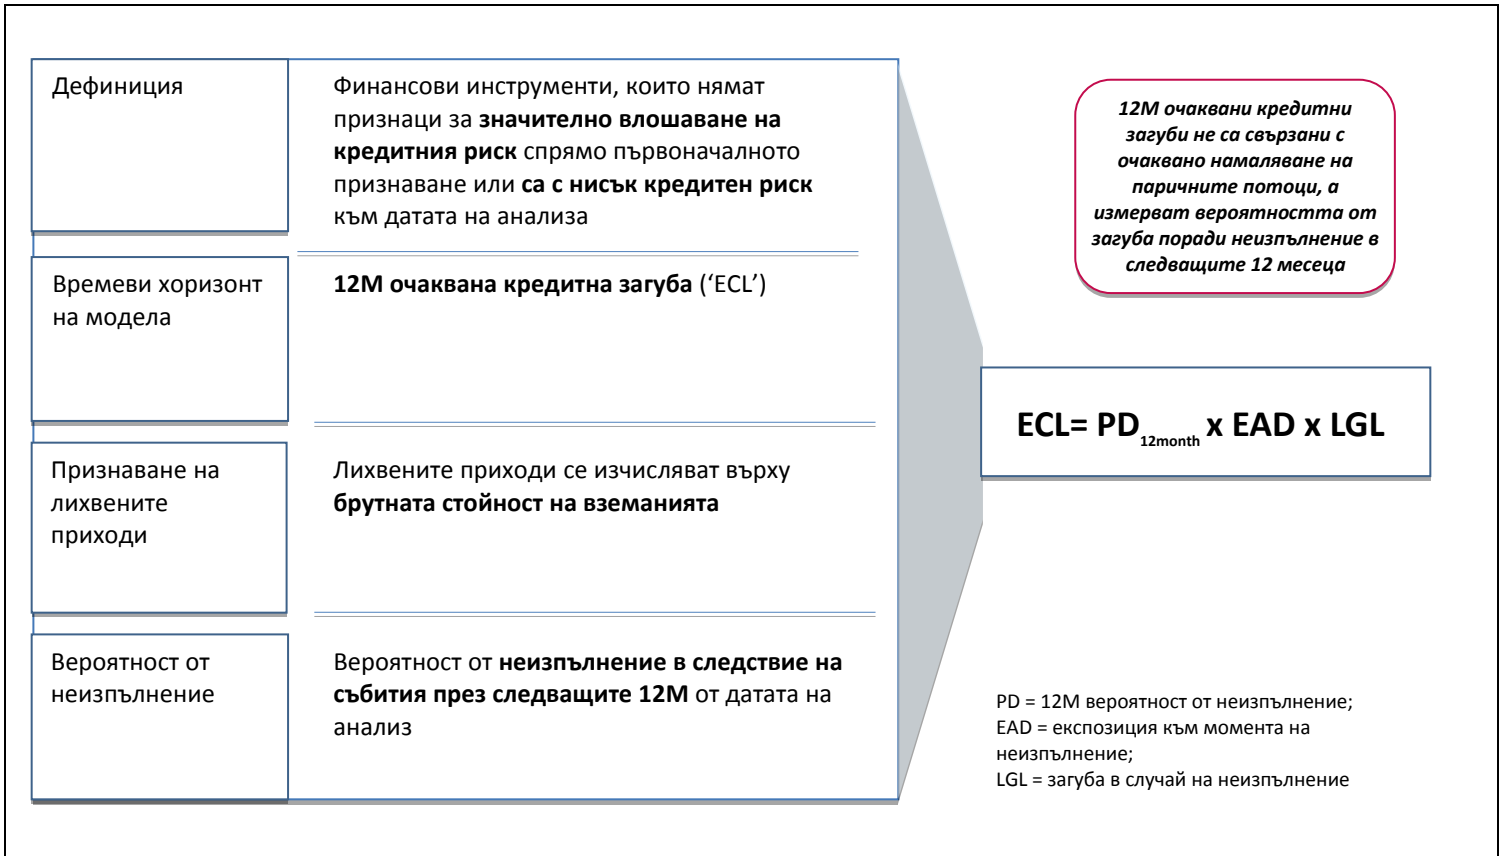 Дефиниция
Финансови инструменти, които нямат
признаци за значително влошаване на
кредитния риск спрямо първоначалното
признаване или са с нисък кредитен риск
към датата на анализа
Времеви хоризонт
на модела
12М очаквана кредитна загуба (‘ECL’)
Признаване на
лихвените
приходи
Лихвените приходи се изчисляват върху
брутната стойност на вземанията
Вероятност от
неизпълнение
Вероятност от неизпълнение в следствие на
събития през следващите 12М от датата на
анализ
12М очаквани кредитни
загуби не са свързани с
очаквано намаляване на
паричните потоци, а
измерват вероятността от
загуба поради неизпълнение в
следващите 12 месеца
ECL= PD12month x EAD x LGL
PD = 12М вероятност от неизпълнение;
EAD = експозиция към момента на
неизпълнение;
LGL = загуба в случай на неизпълнение